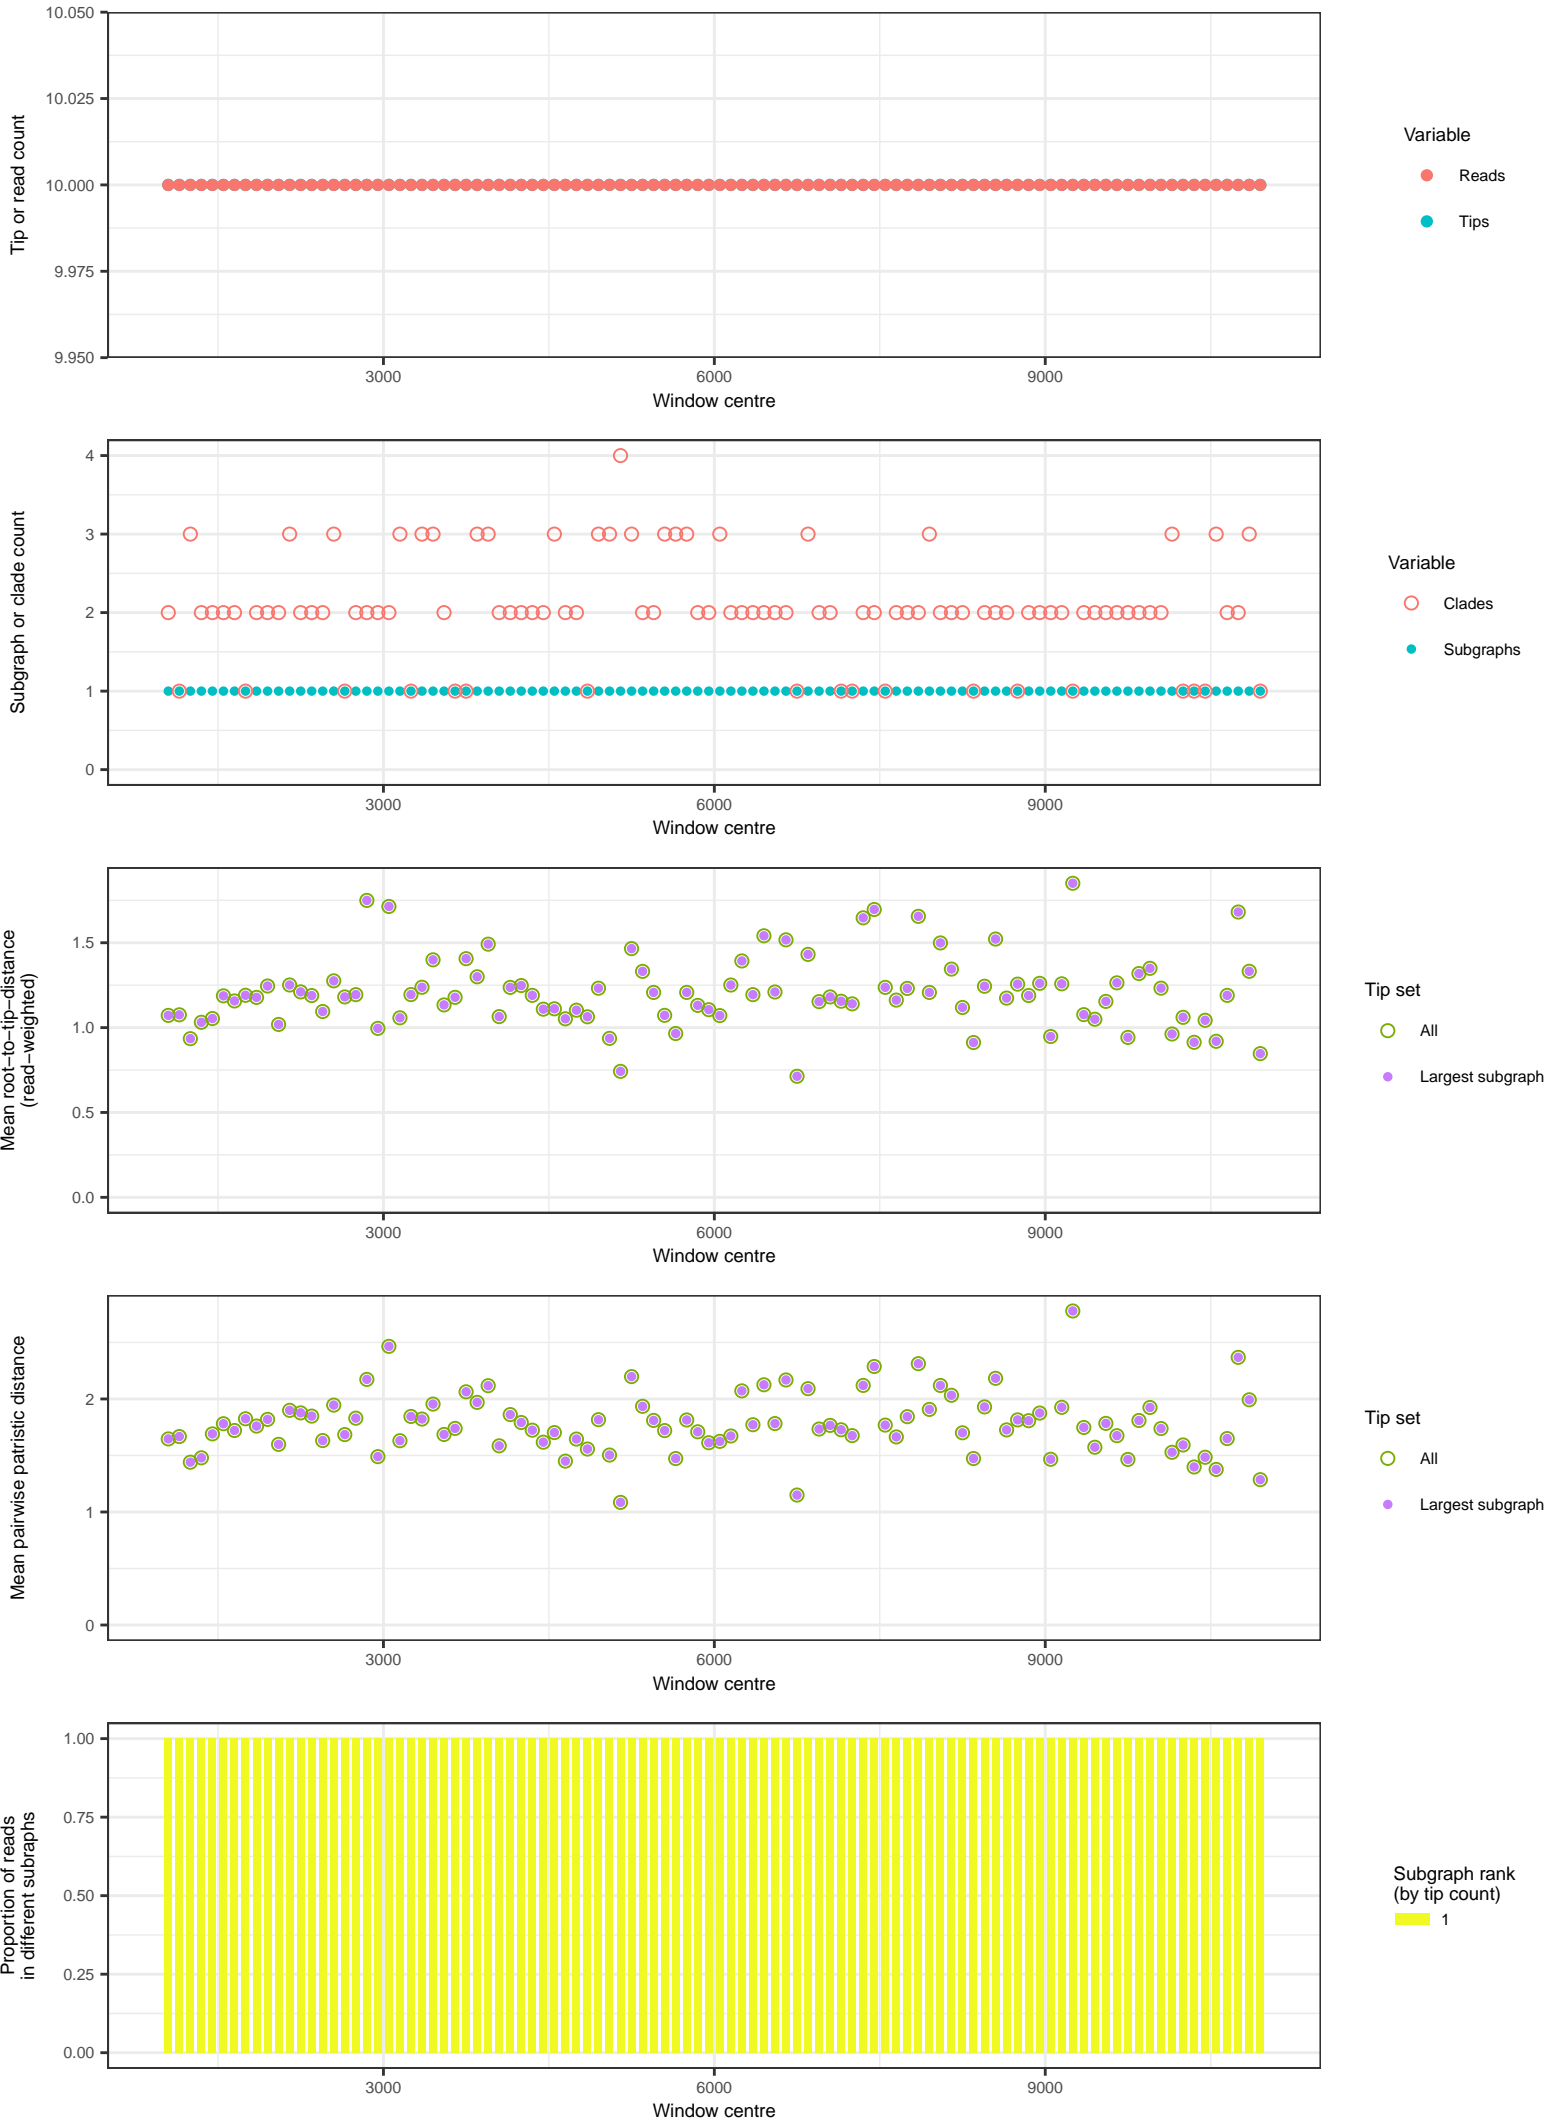 10.050
10.025
10.000
9.975
9.950
Tip or read count
3000
6000
9000
Window centre
Variable
Reads
Tips
4
3
2
1
0
Subgraph or clade count
3000
6000
9000
Window centre
Variable
Clades
Subgraphs
1.5
1.0
0.5
0.0
Mean root−to−tip−distance
(read−weighted)
3000
6000
9000
Window centre
Tip set
All
Largest subgraph
2
1
0
Mean pairwise patristic distance
3000
6000
9000
Window centre
Tip set
All
Largest subgraph
1.00
0.75
0.50
0.25
0.00
Proportion of reads
in different subraphs
3000
6000
9000
Window centre
Subgraph rank
(by tip count)
1